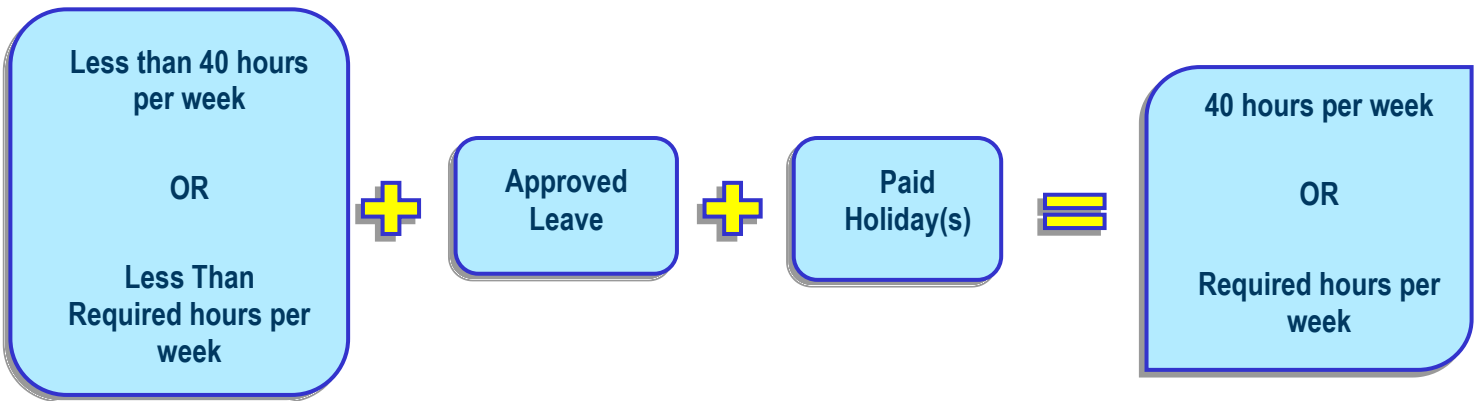 Less than 40 hours
per week
OR
Less Than
Required hours per
week
Approved
Leave
Paid
Holiday(s)
40 hours per week
OR
Required hours per
week